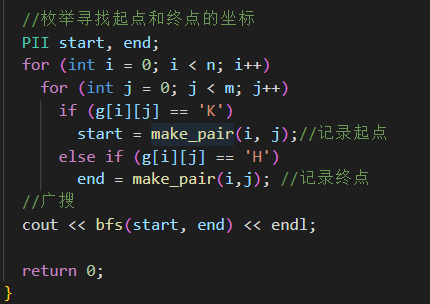 //枚举寻找起点和终点的坐标
PII start, end;
for (int i = 0; i < n; i++)
for (int j = 0; j < m; j++)
if (g[i][j] == 'K')
start = make_pair(i, j);//记录起点
else if (g[i][j] == 'H')
end = make_pair(i,j); //记录终点
//广搜
cout << bfs(start, end) << endl;
return 0;
}